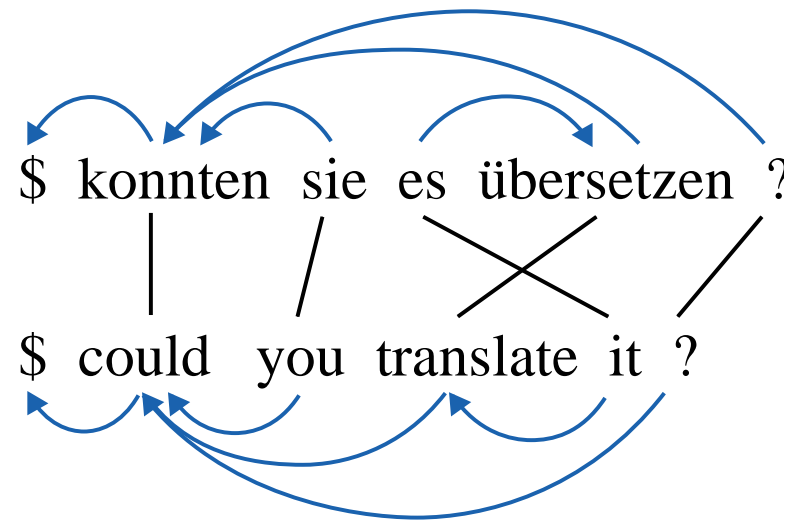 $ konnten sie es übersetzen ?
$ could you translate it ?